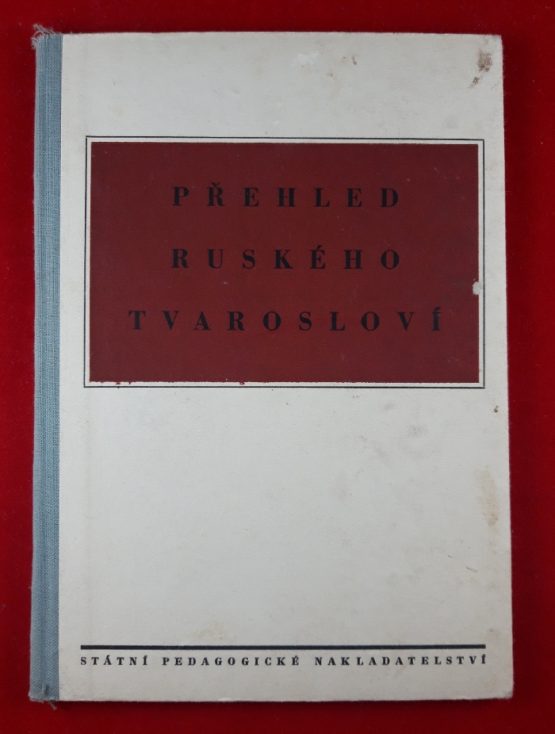 PŘEHLED
RUSKÉHO
TVAROSLOVÍ
STÁTNÍ PEDAGOGICKÉ NAKLADATELSTVÍ